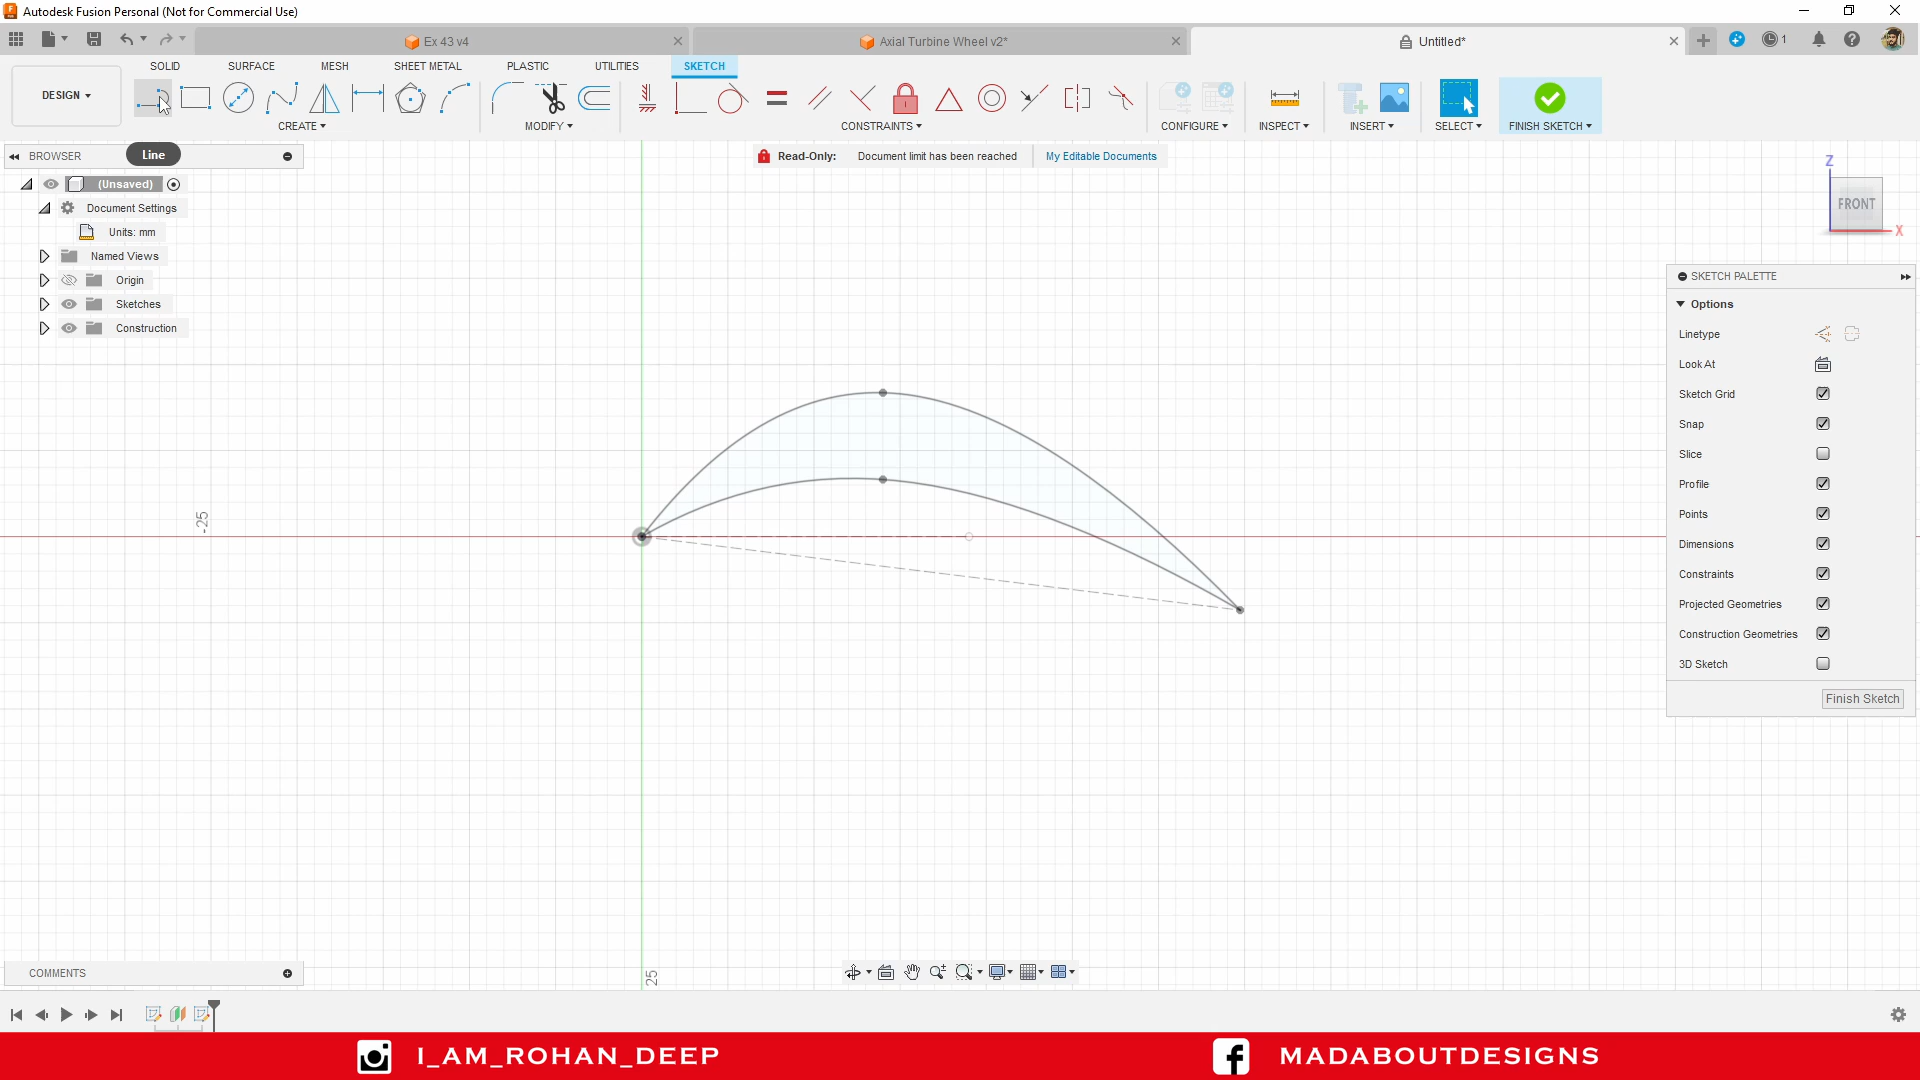 Autodesk Fusion Personal (Not for Commercial Use)
Ex 43 v4
Axial Turbine Wheel v2*
Untitled*
1
SOLID
SURFACE
MESH
SHEET METAL
PLASTIC
UTILITIES
SKETCH
DESIGN
CREATE
MODIFY
CONSTRAINTS
CONFIGURE
INSPECT
INSERT
SELECT
FINISH SKETCH
BROWSER
Line
Read-Only:
Document limit has been reached
My Editable Documents
(Unsaved)
Document Settings
Units: mm
Named Views
Origin
Sketches
Construction
Z
FRONT
X
-25
25
SKETCH PALETTE
Options
Linetype
Look At
Sketch Grid
Snap
Slice
Profile
Points
Dimensions
Constraints
Projected Geometries
Construction Geometries
3D Sketch
Finish Sketch
COMMENTS
I_AM_ROHAN_DEEP
MADABOUTDESIGNS